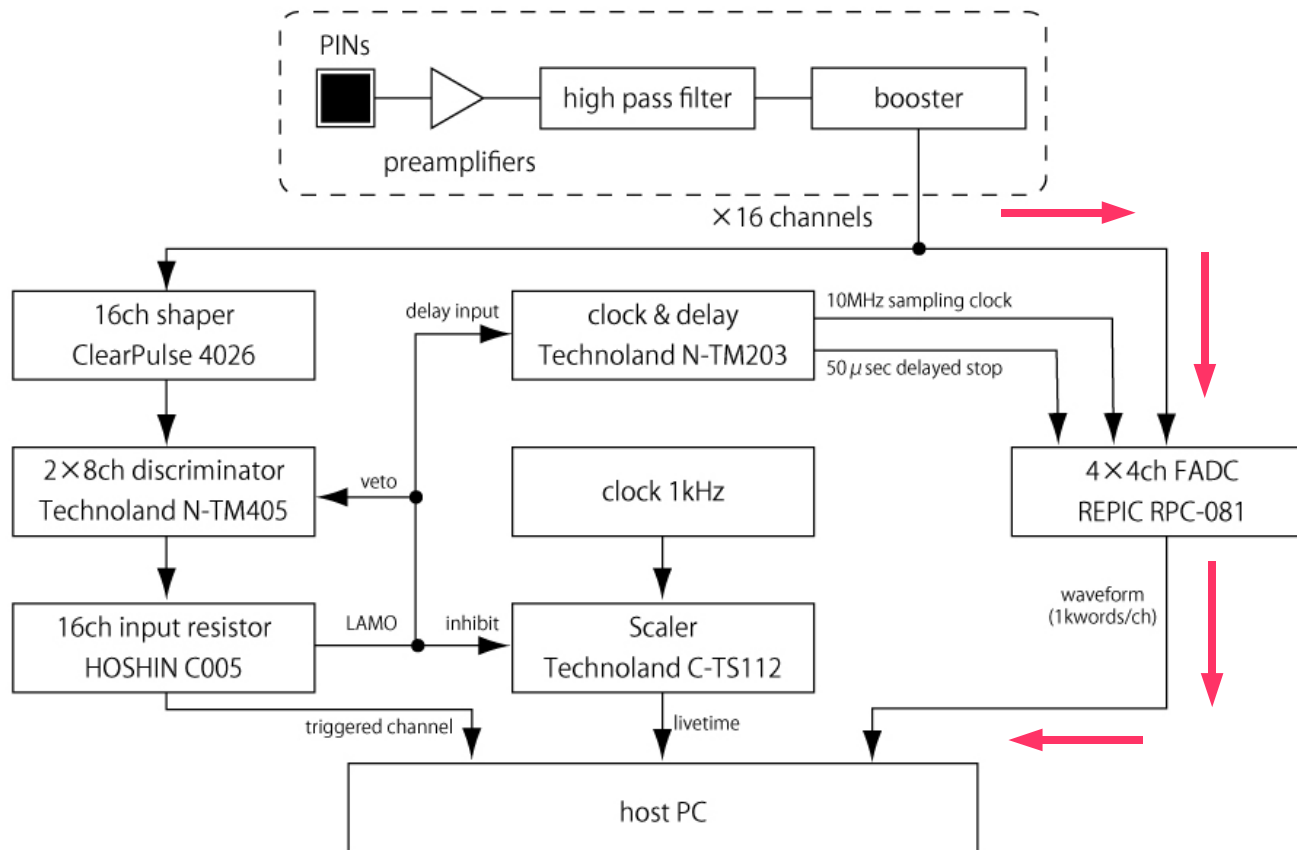 PINs
high pass filter
booster
preamplifiers
×16 channels
16ch shaper
ClearPulse 4026
delay input
clock & delay
Technoland N-TM203
10MHz sampling clock
50μsec delayed stop
2×8ch discriminator
Technoland N-TM405
veto
clock 1kHz
4×4ch FADC
REPIC RPC-081
16ch input resistor
HOSHIN C005
LAMO
inhibit
Scaler
Technoland C-TS112
waveform
(1kwords/ch)
triggered channel
livetime
host PC